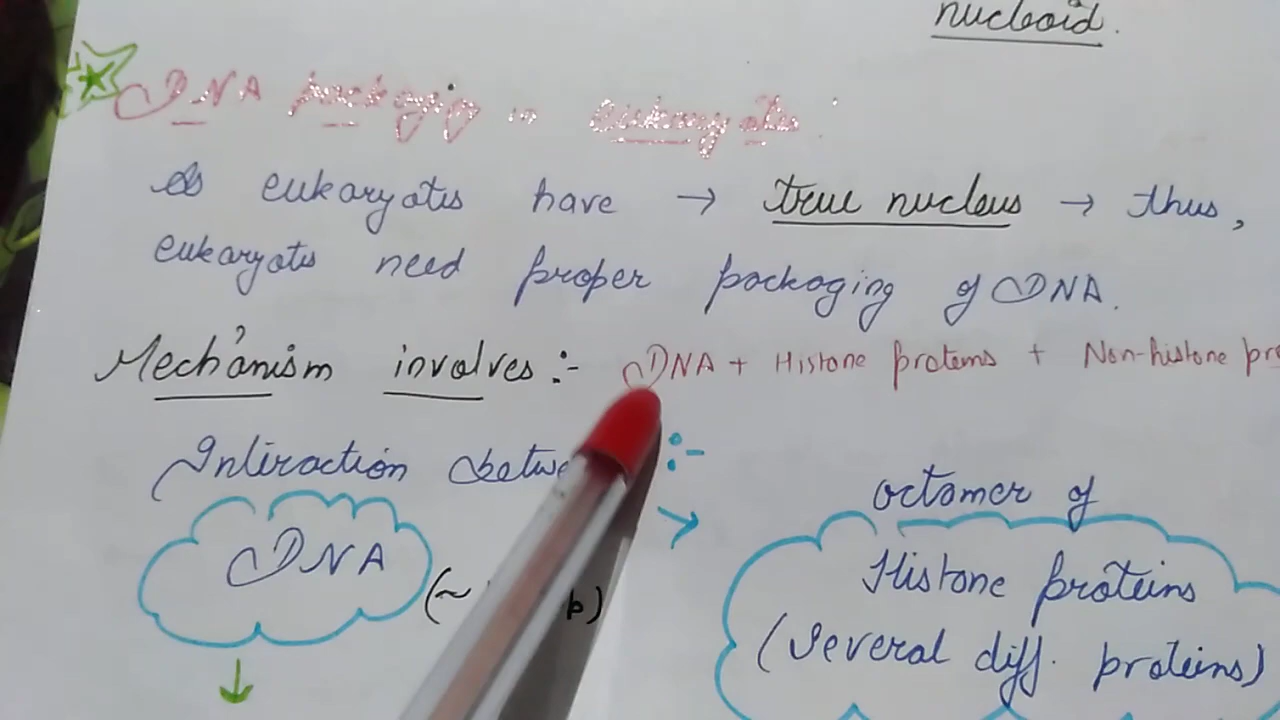 nucleoid.
DNA packaging in eukaryotes :
As eukaryotes have → true nucleus → thus,
eukaryotes need proper packaging of DNA.
Mechanism involves :- DNA + Histone proteins + Non-histone pr
Interaction betwe :-
octomer of
DNA (~ b) Histone proteins
(Several diff. proteins)